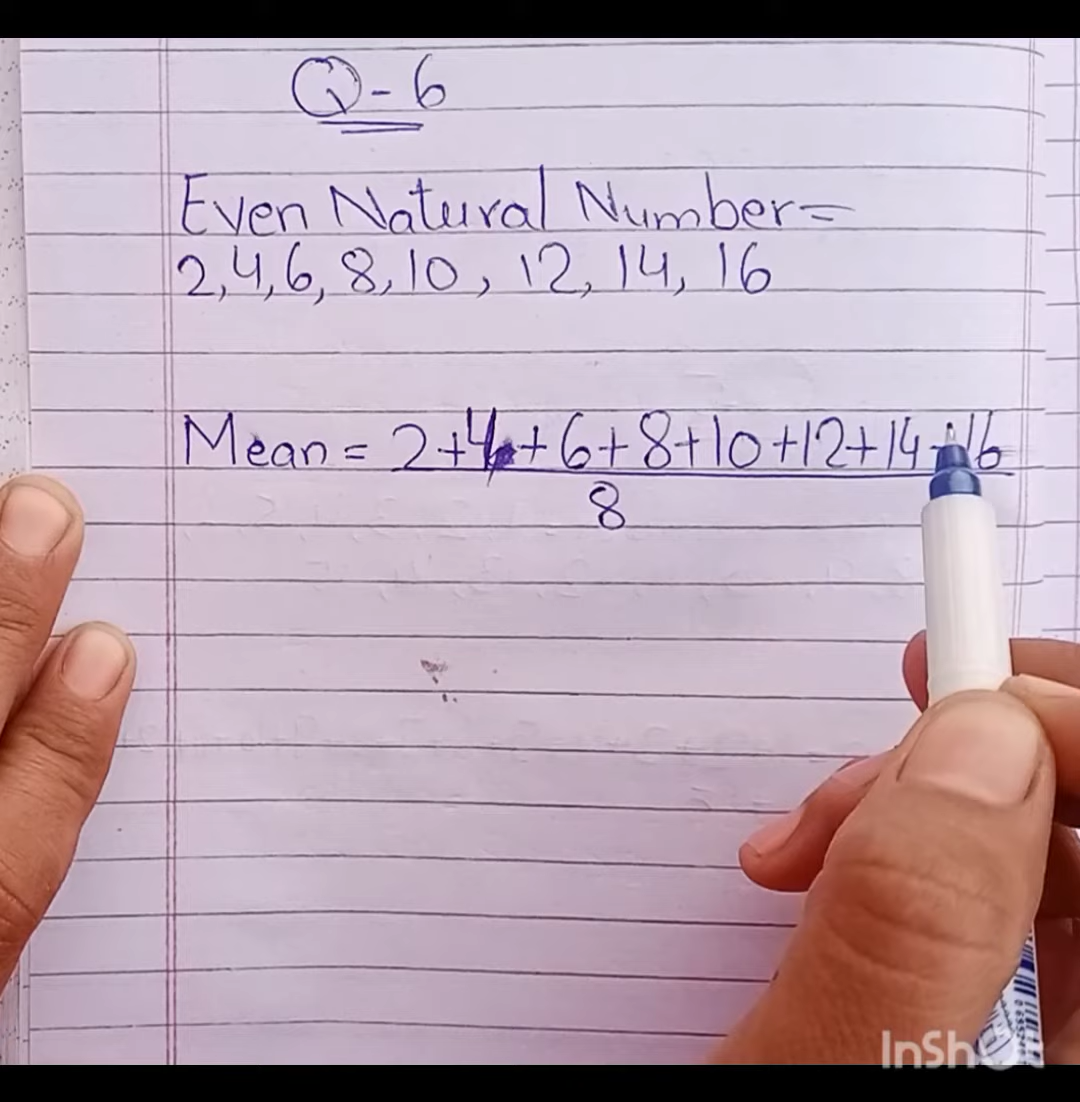 Q-6
Even Natural Number=
2,4,6, 8,10, 12, 14, 16
Mean = 2+4+6+8+10+12+14+16
8
InShot